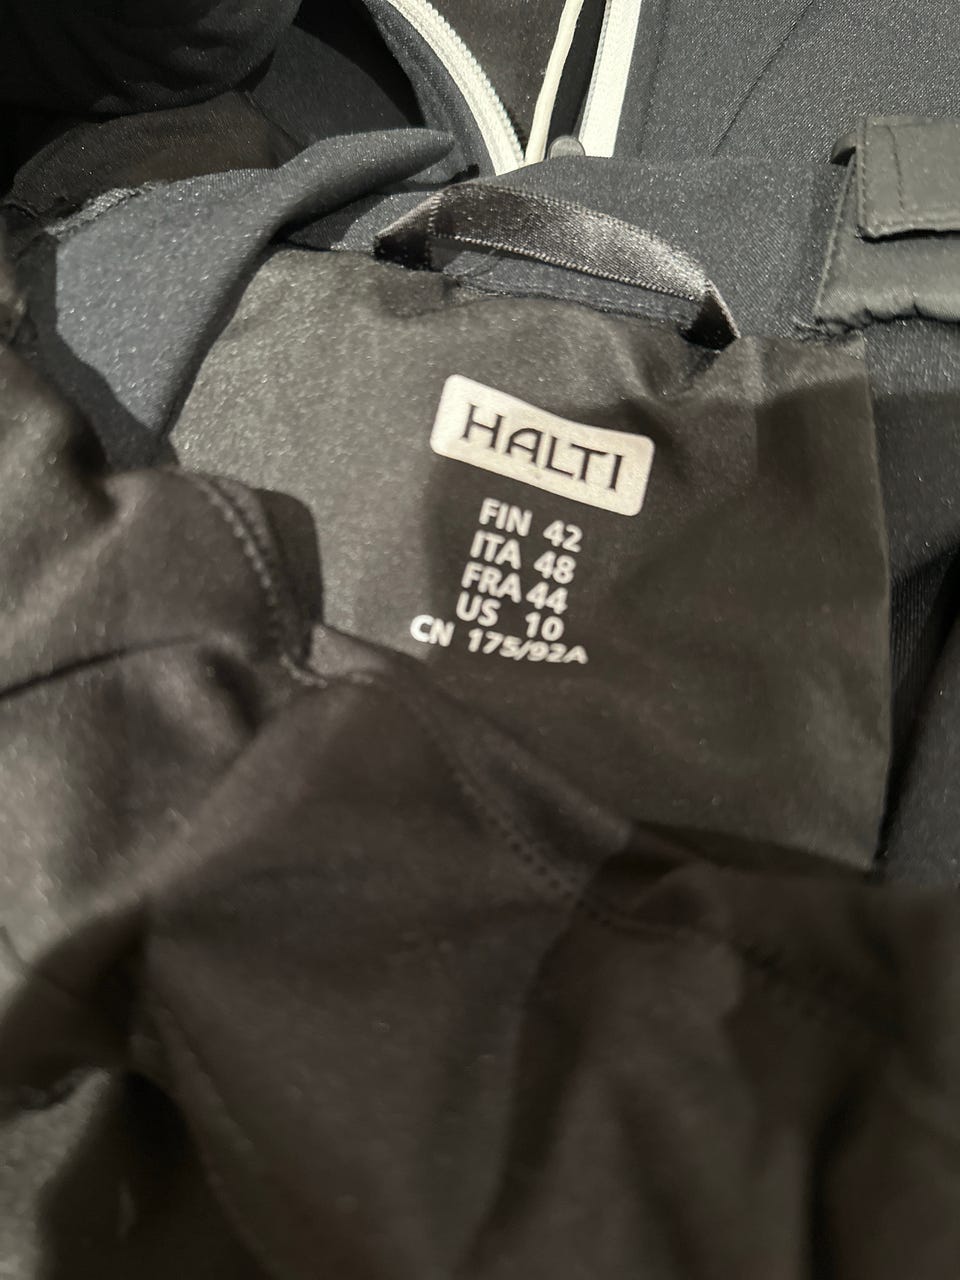 HALTI
FIN 42
ITA 48
FRA 44
US 10
CN 175/92A